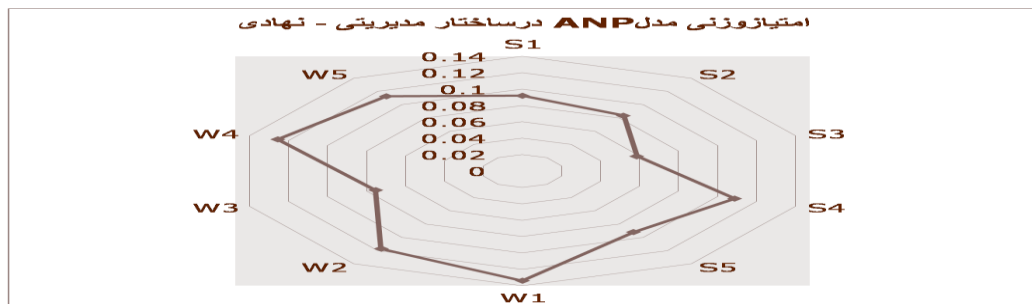 امتیازوزنی مدلANP درساختار مدیریتی - نهادی
S1
0.14
W5
0.12
S2
0.1
0.08
W4
0.06
S3
0.04
0.02
0
W3
S4
W2
S5
W1